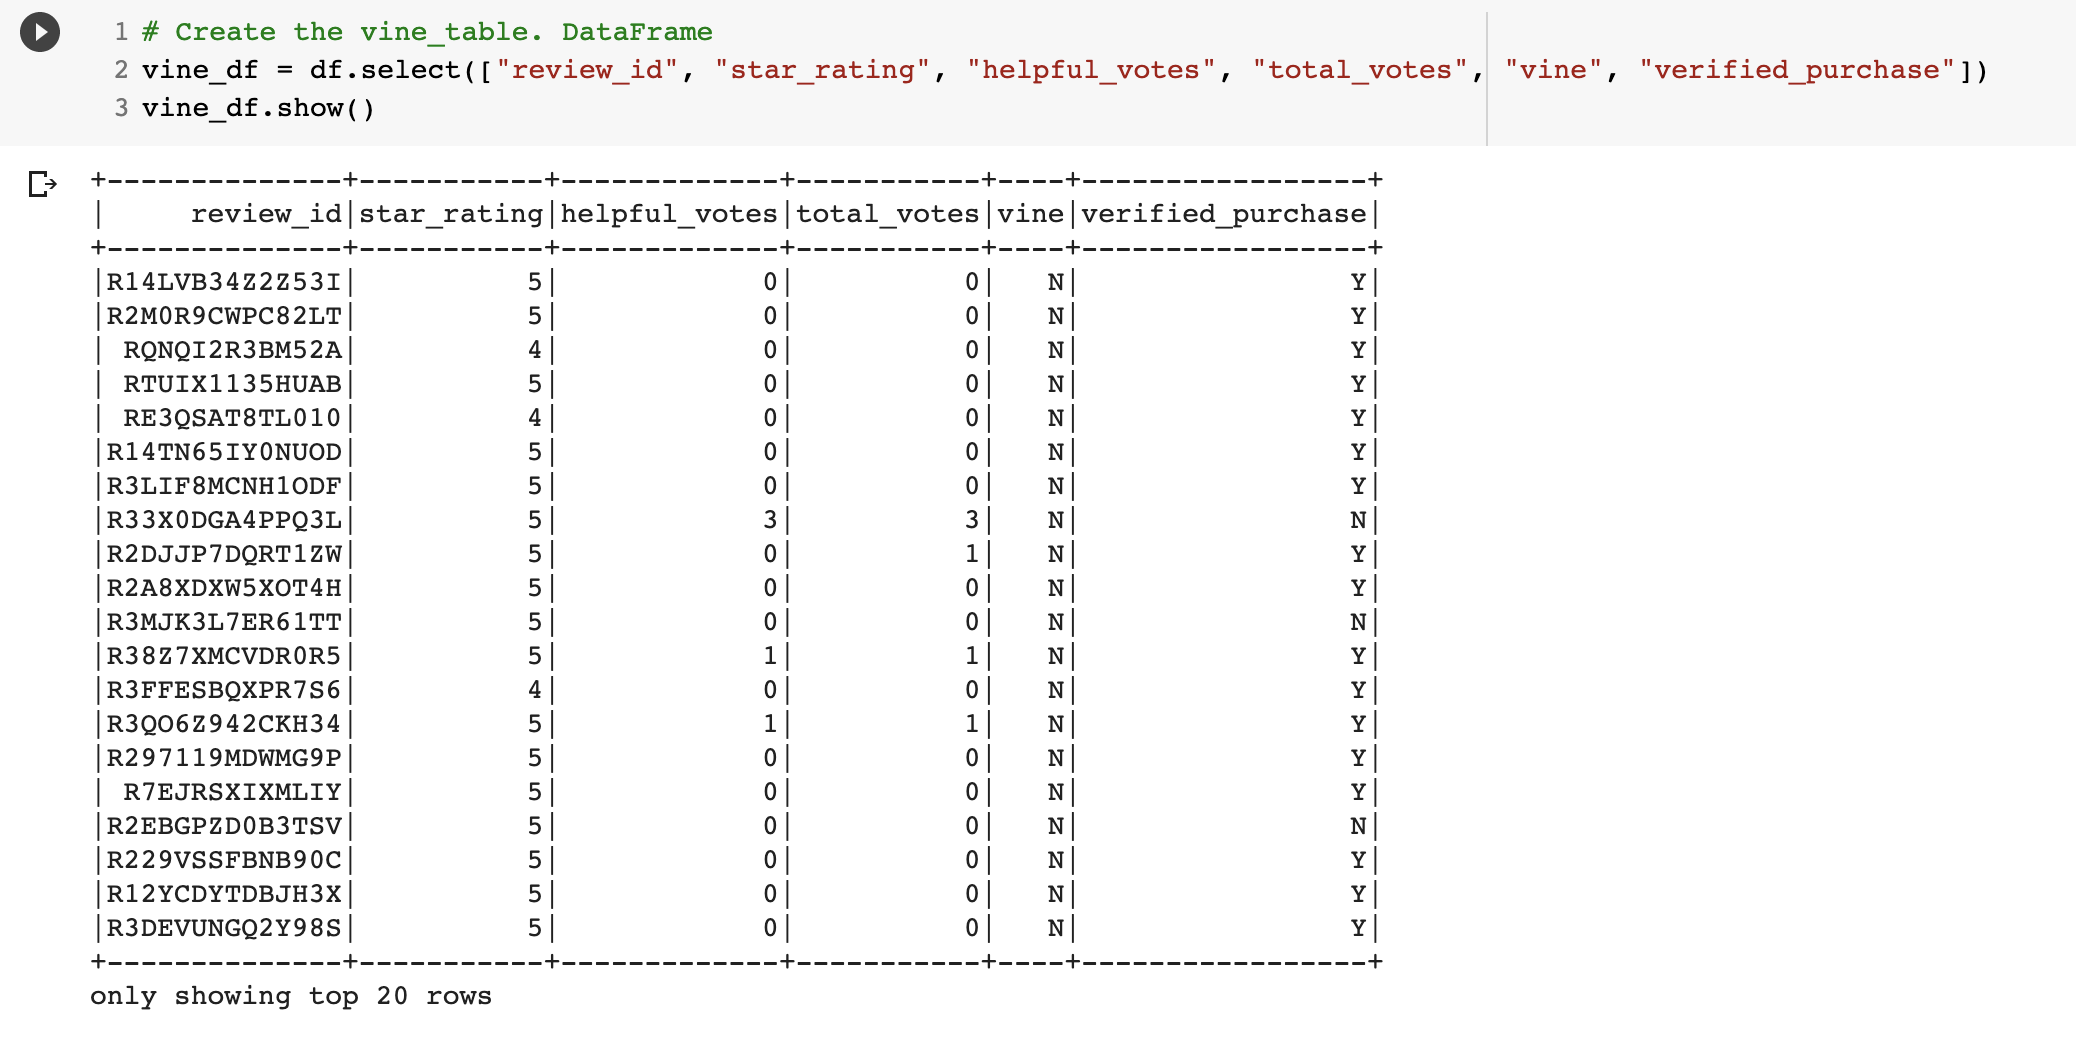 1 # Create the vine_table. DataFrame
2 vine_df = df.select(["review_id", "star_rating", "helpful_votes", "total_votes", "vine", "verified_purchase"])
3 vine_df.show()
+--------------+-----------+-------------+-----------+----+-----------------+
|     review_id|star_rating|helpful_votes|total_votes|vine|verified_purchase|
+--------------+-----------+-------------+-----------+----+-----------------+
|R14LVB34Z2Z53I|          5|            0|          0|   N|                Y|
|R2M0R9CWPC82LT|          5|            0|          0|   N|                Y|
| RQNQI2R3BM52A|          4|            0|          0|   N|                Y|
| RTUIX1135HUAB|          5|            0|          0|   N|                Y|
| RE3QSAT8TL010|          4|            0|          0|   N|                Y|
|R14TN65IY0NUOD|          5|            0|          0|   N|                Y|
|R3LIF8MCNH1ODF|          5|            0|          0|   N|                Y|
|R33X0DGA4PPQ3L|          5|            3|          3|   N|                N|
|R2DJJP7DQRT1ZW|          5|            0|          1|   N|                Y|
|R2A8XDXW5XOT4H|          5|            0|          0|   N|                Y|
|R3MJK3L7ER61TT|          5|            0|          0|   N|                N|
|R38Z7XMCVDR0R5|          5|            1|          1|   N|                Y|
|R3FFESBQXPR7S6|          4|            0|          0|   N|                Y|
|R3QO6Z942CKH34|          5|            1|          1|   N|                Y|
|R297119MDWMG9P|          5|            0|          0|   N|                Y|
| R7EJRSXIXMLIY|          5|            0|          0|   N|                Y|
|R2EBGPZD0B3TSV|          5|            0|          0|   N|                N|
|R229VSSFBNB90C|          5|            0|          0|   N|                Y|
|R12YCDYTDBJH3X|          5|            0|          0|   N|                Y|
|R3DEVUNGQ2Y98S|          5|            0|          0|   N|                Y|
+--------------+-----------+-------------+-----------+----+-----------------+
only showing top 20 rows